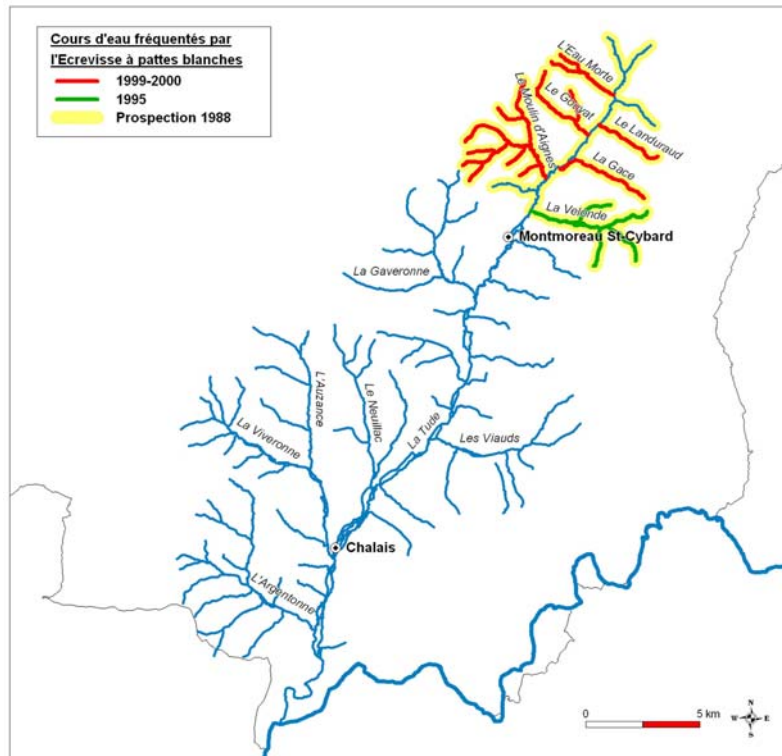 Cours d'eau fréquentés par
l'Ecrevisse à pattes blanches
1999-2000
1995
Prospection 1988
L'Eau Morte
Le Gouyat
Le Moulin d'Aignes
Le Landuraud
La Gace
La Velonde
Montmoreau St-Cybard
La Gaveronne
L'Auzance
Le Neuillac
La Tude
Les Viauds
La Viveronne
Chalais
L'Argentonne
0
5 km
N
W
E
S